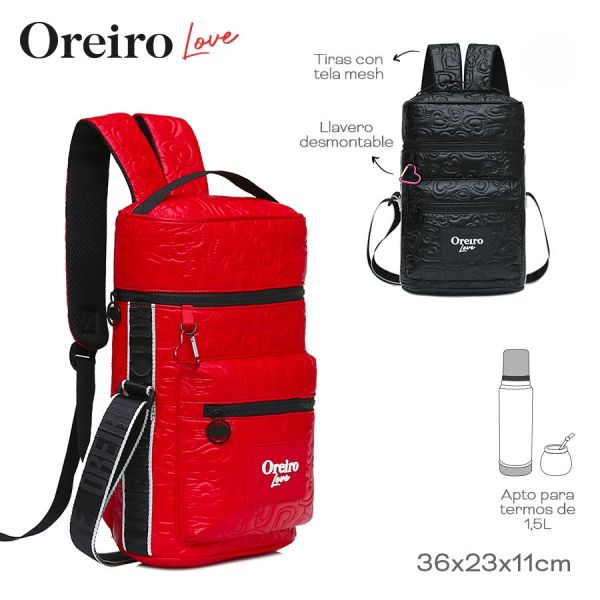 Oreiro Love
Tiras con
tela mesh
Llavero
desmontable
Oreiro
Love
Oreiro
Love
Apto para
termos de
1,5L
36x23x11cm